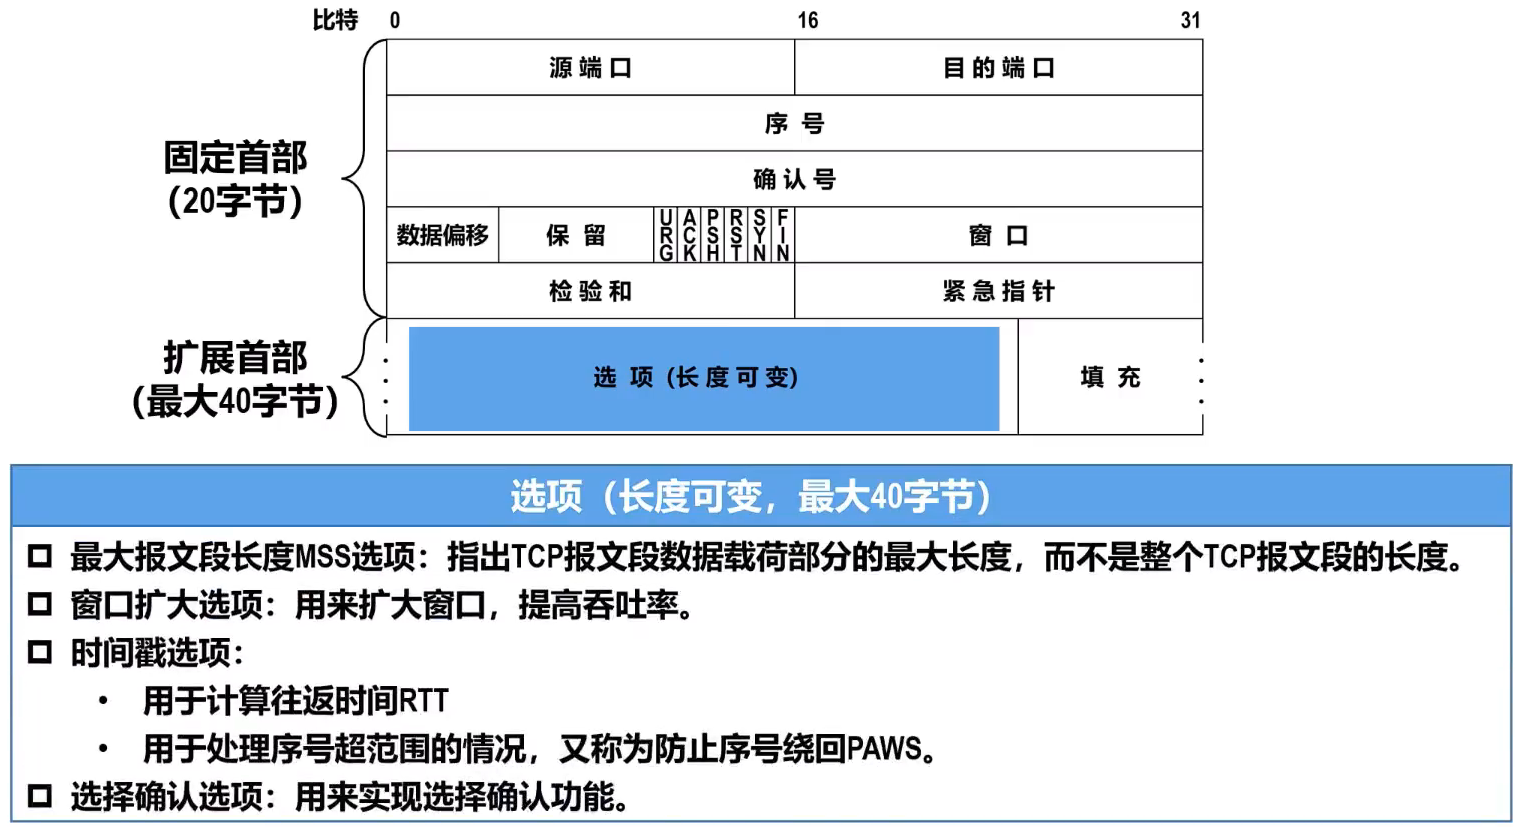 比特 0 16 31
源端口 目的端口
序号
确认号
固定首部
（20字节）
数据偏移 保留 URG ACK PSH RST SYN FIN 窗口
检验和 紧急指针
扩展首部
（最大40字节）
选项（长度可变） 填充
选项（长度可变，最大40字节）
最大报文段长度MSS选项：指出TCP报文段数据载荷部分的最大长度，而不是整个TCP报文段的长度。
窗口扩大选项：用来扩大窗口，提高吞吐率。
时间戳选项：
• 用于计算往返时间RTT
• 用于处理序号超范围的情况，又称为防止序号绕回PAWS。
选择确认选项：用来实现选择确认功能。